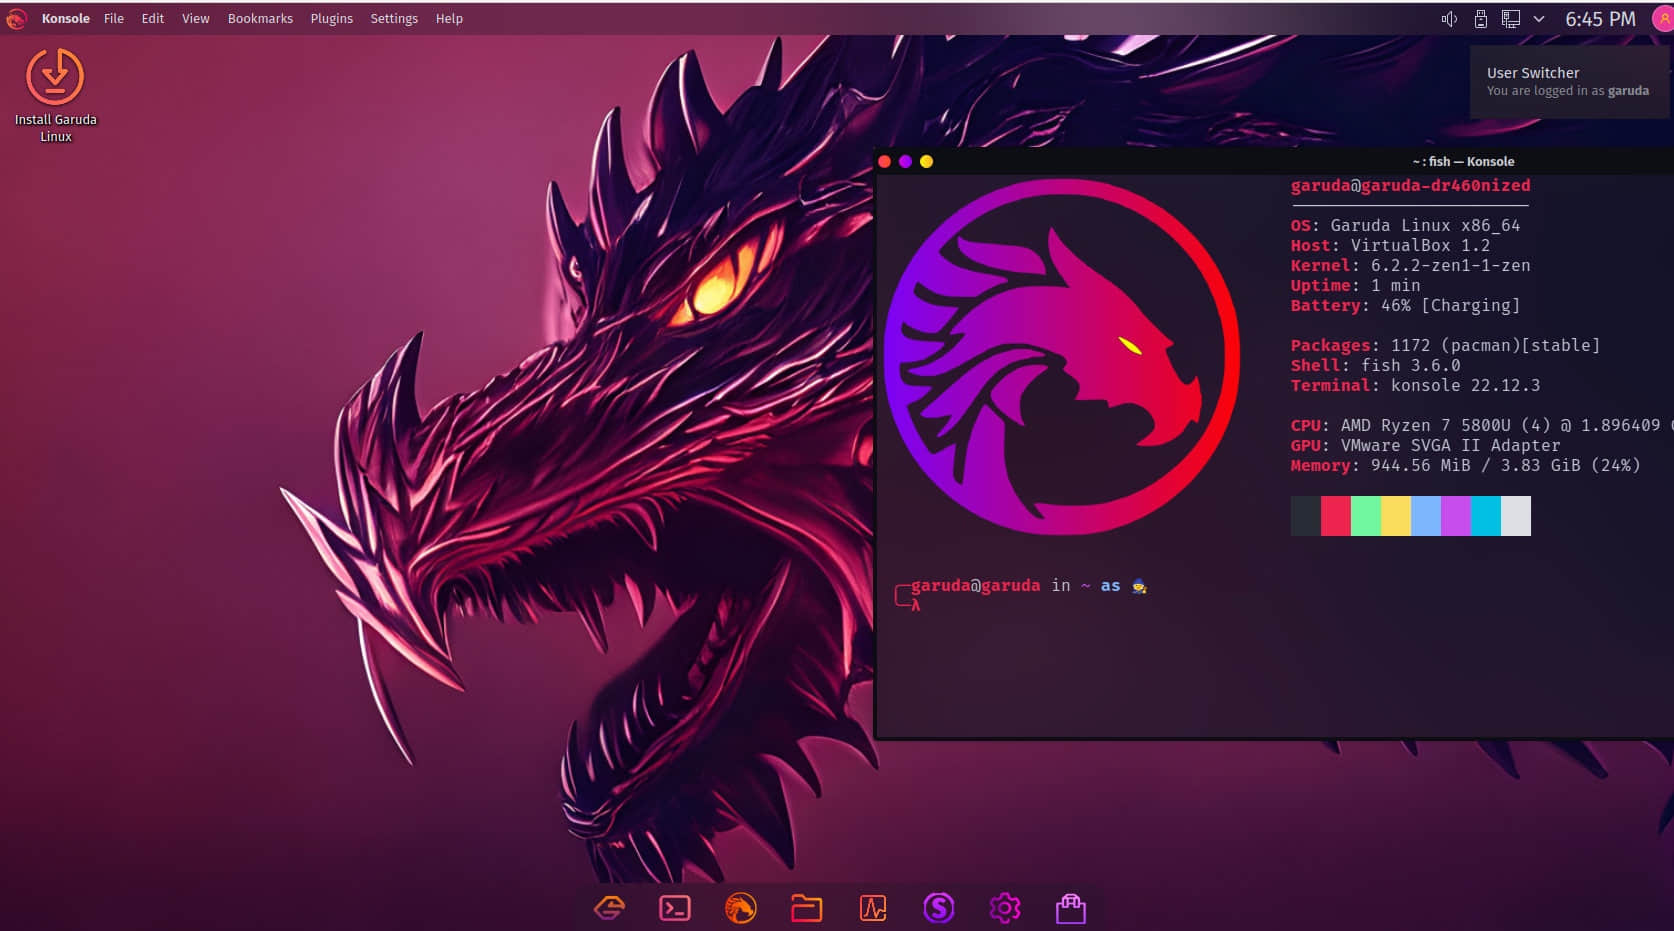 Konsole File Edit View Bookmarks Plugins Settings Help
6:45 PM
Install Garuda
Linux
User Switcher
You are logged in as garuda
~ : fish — Konsole
garuda@garuda-dr460nized
OS: Garuda Linux x86_64
Host: VirtualBox 1.2
Kernel: 6.2.2-zen1-1-zen
Uptime: 1 min
Battery: 46% [Charging]
Packages: 1172 (pacman)[stable]
Shell: fish 3.6.0
Terminal: konsole 22.12.3
CPU: AMD Ryzen 7 5800U (4) @ 1.896409
GPU: VMware SVGA II Adapter
Memory: 944.56 MiB / 3.83 GiB (24%)
garuda@garuda in ~ as 🧙
λ